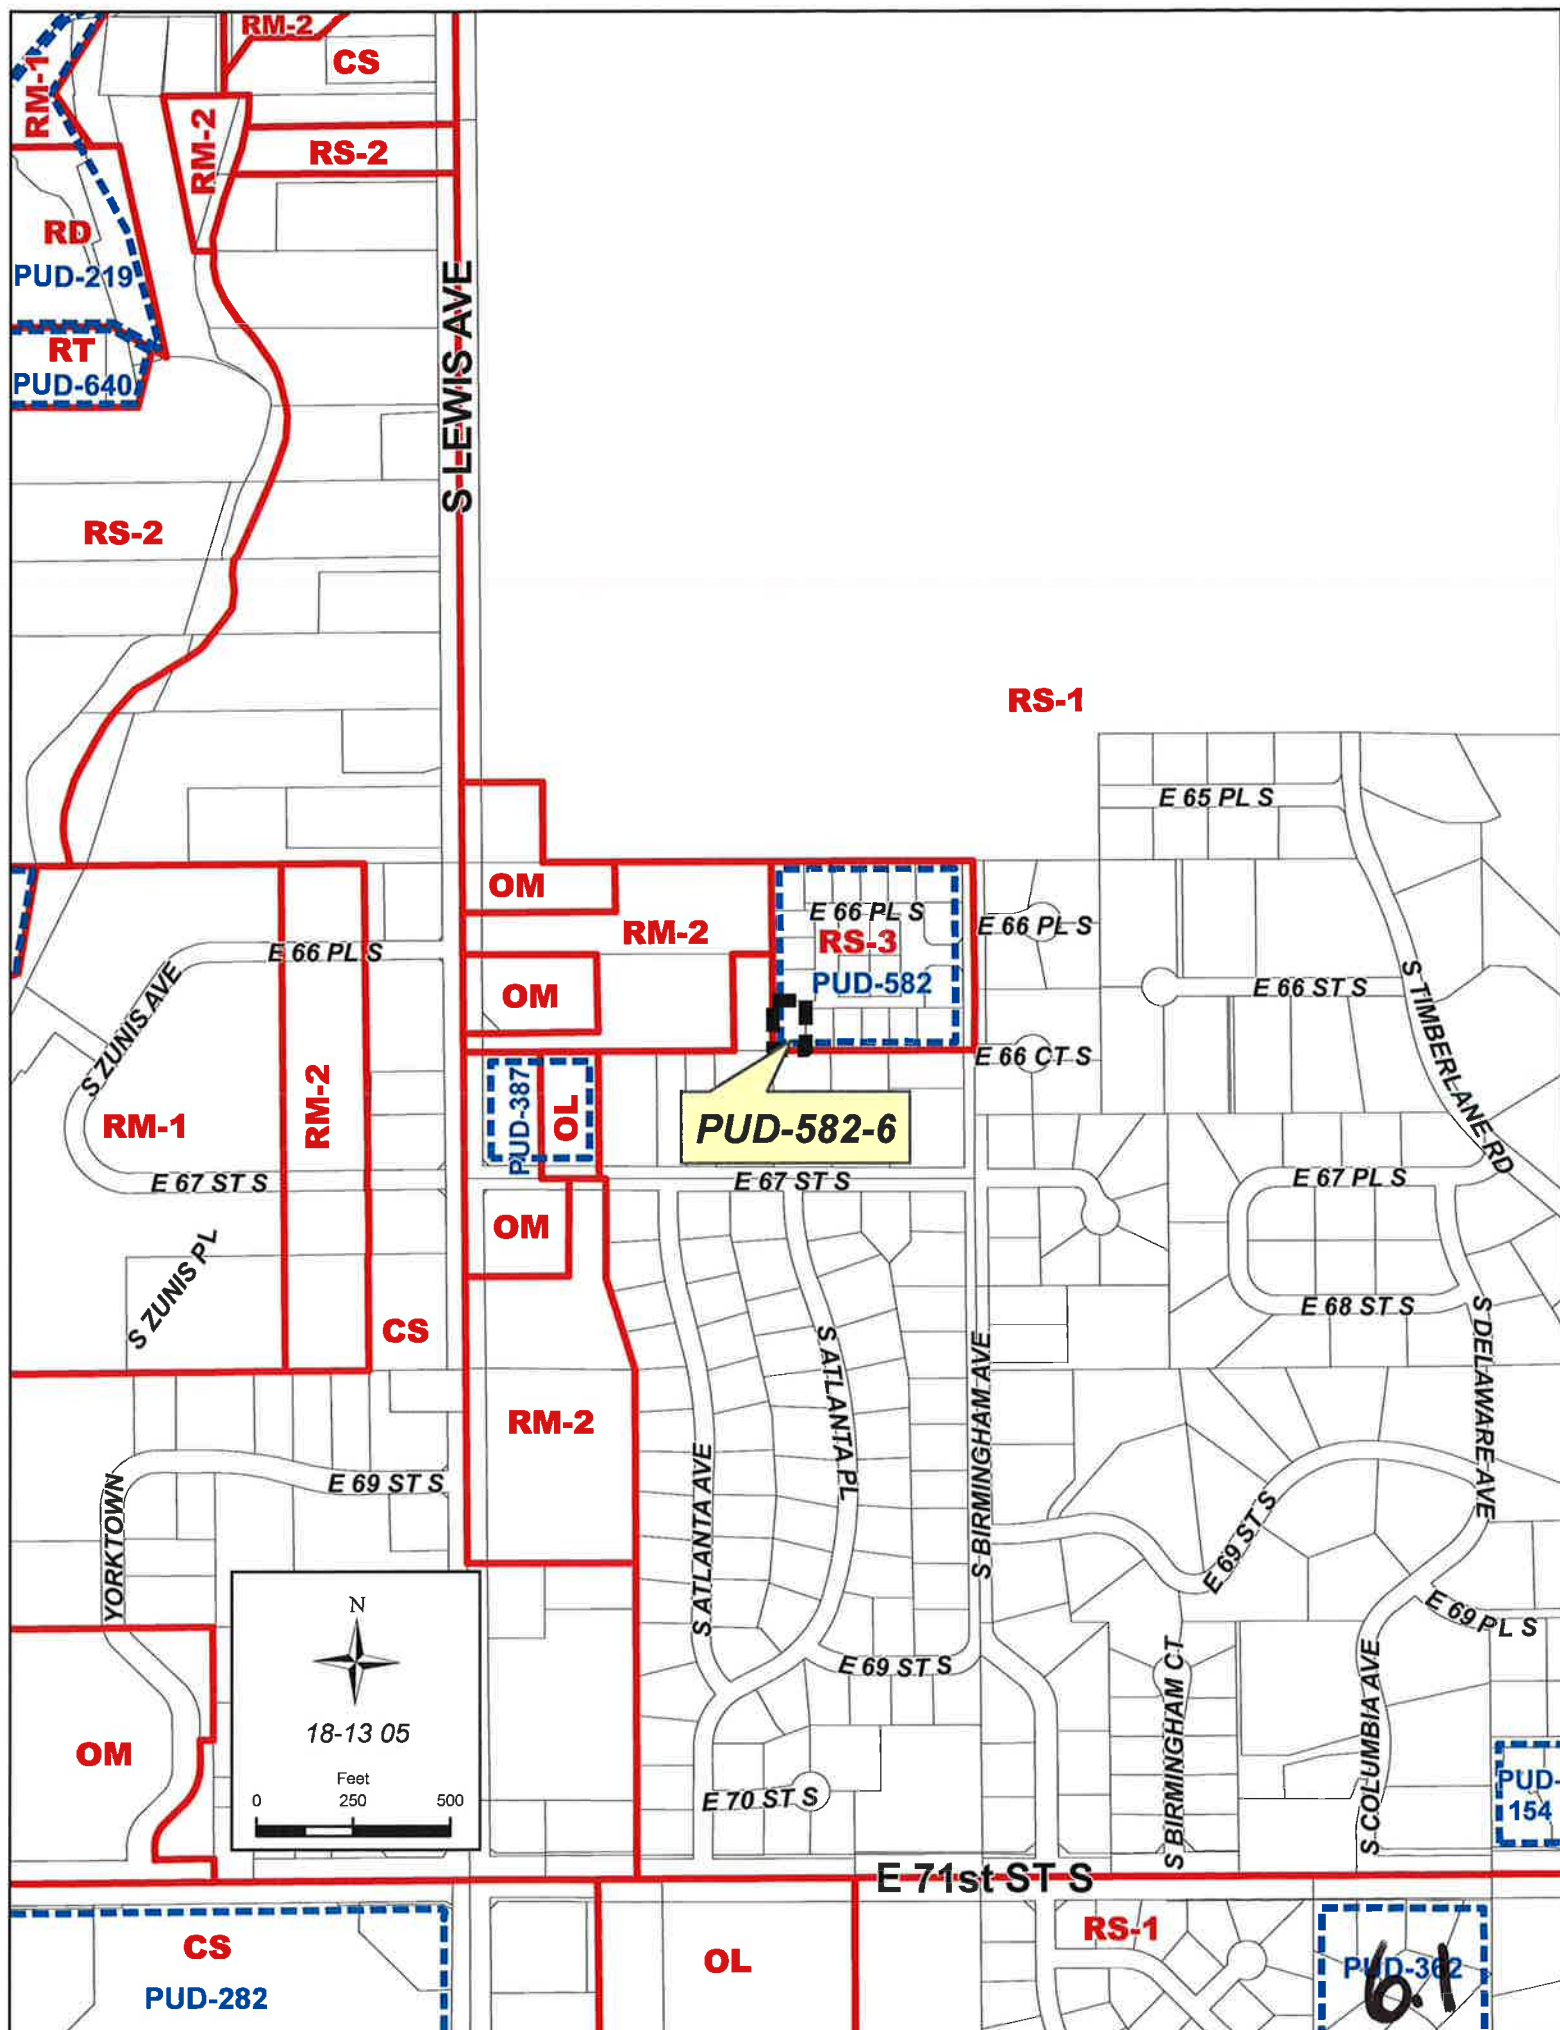 RM-2
CS
RM-1
RM-2
RS-2
RD
PUD-219
RT
PUD-640
S LEWIS AVE
RS-2
RS-1
E 65 PL S
OM
E 66 PL S
RM-2
RS-3
PUD-582
E 66 PL S
E 66 PL S
S ZUNIS AVE
OM
E 66 ST S
S TIMBERLANE RD
E 66 CT S
PUD-387
OL
PUD-582-6
RM-1
RM-2
E 67 ST S
E 67 ST S
E 67 PL S
OM
S ZUNIS PL
CS
E 68 ST S
S DELAWARE AVE
S ATLANTA PL
S BIRMINGHAM AVE
RM-2
S ATLANTA AVE
E 69 ST S
YORKTOWN
E 69 ST S
E 69 PL S
E 69 ST S
S BIRMINGHAM CT
S COLUMBIA AVE
N
18-13 05
Feet
0 250 500
OM
E 70 ST S
PUD-
154
E 71st ST S
CS
PUD-282
OL
RS-1
PUD-362
6.1